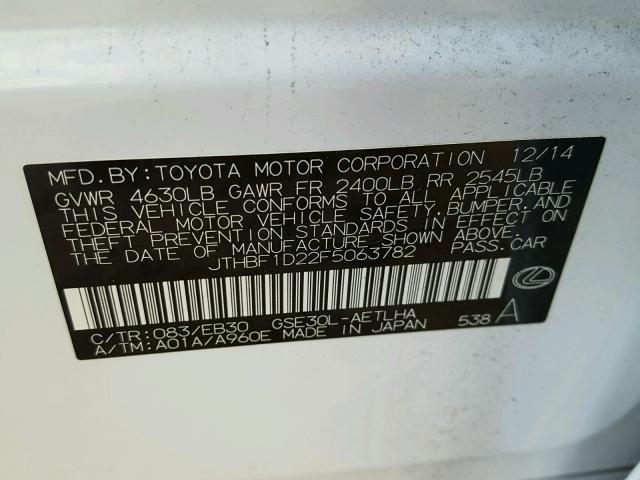 MFD. BY: TOYOTA MOTOR CORPORATION 12/14
GVWR 4630LB GAWR FR 2400LB RR 2545LB
THIS VEHICLE CONFORMS TO ALL APPLICABLE
FEDERAL MOTOR VEHICLE SAFETY, BUMPER, AND
THEFT PREVENTION STANDARDS IN EFFECT ON
THE DATE OF MANUFACTURE SHOWN ABOVE.
JTHBF1D22F5063782 PASS. CAR
C/TR: 083/EB30 GSE30L-AETLHA
A/TM: A01A/A960E MADE IN JAPAN 538 A